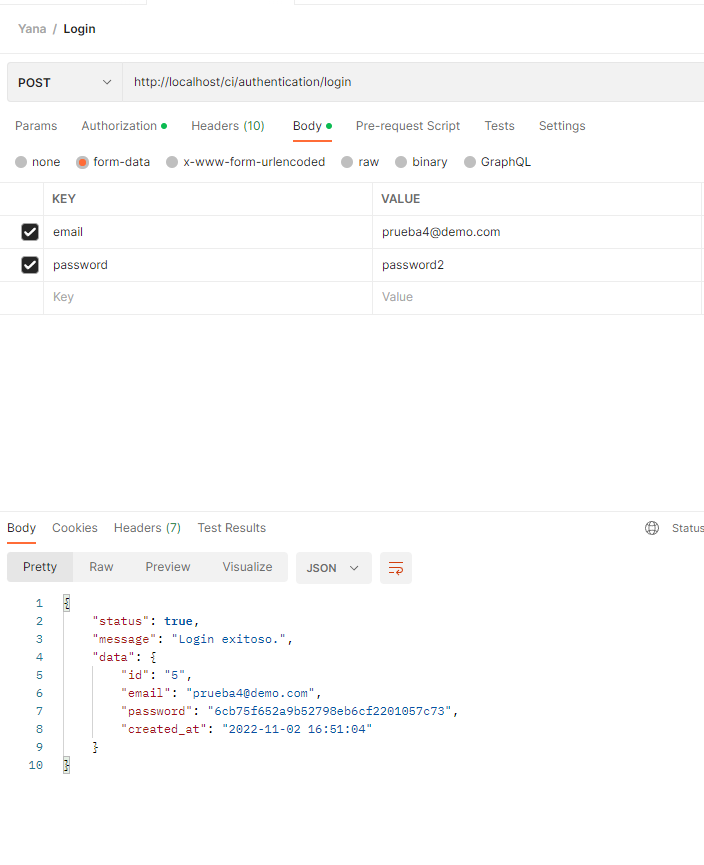 Yana / Login
POST http://localhost/ci/authentication/login
Params Authorization Headers (10) Body Pre-request Script Tests Settings
none form-data x-www-form-urlencoded raw binary GraphQL
KEY VALUE
email prueba4@demo.com
password password2
Key Value
Body Cookies Headers (7) Test Results Status
Pretty Raw Preview Visualize JSON
1 {
2 "status": true,
3 "message": "Login exitoso.",
4 "data": {
5 "id": "5",
6 "email": "prueba4@demo.com",
7 "password": "6cb75f652a9b52798eb6cf2201057c73",
8 "created_at": "2022-11-02 16:51:04"
9 }
10 }